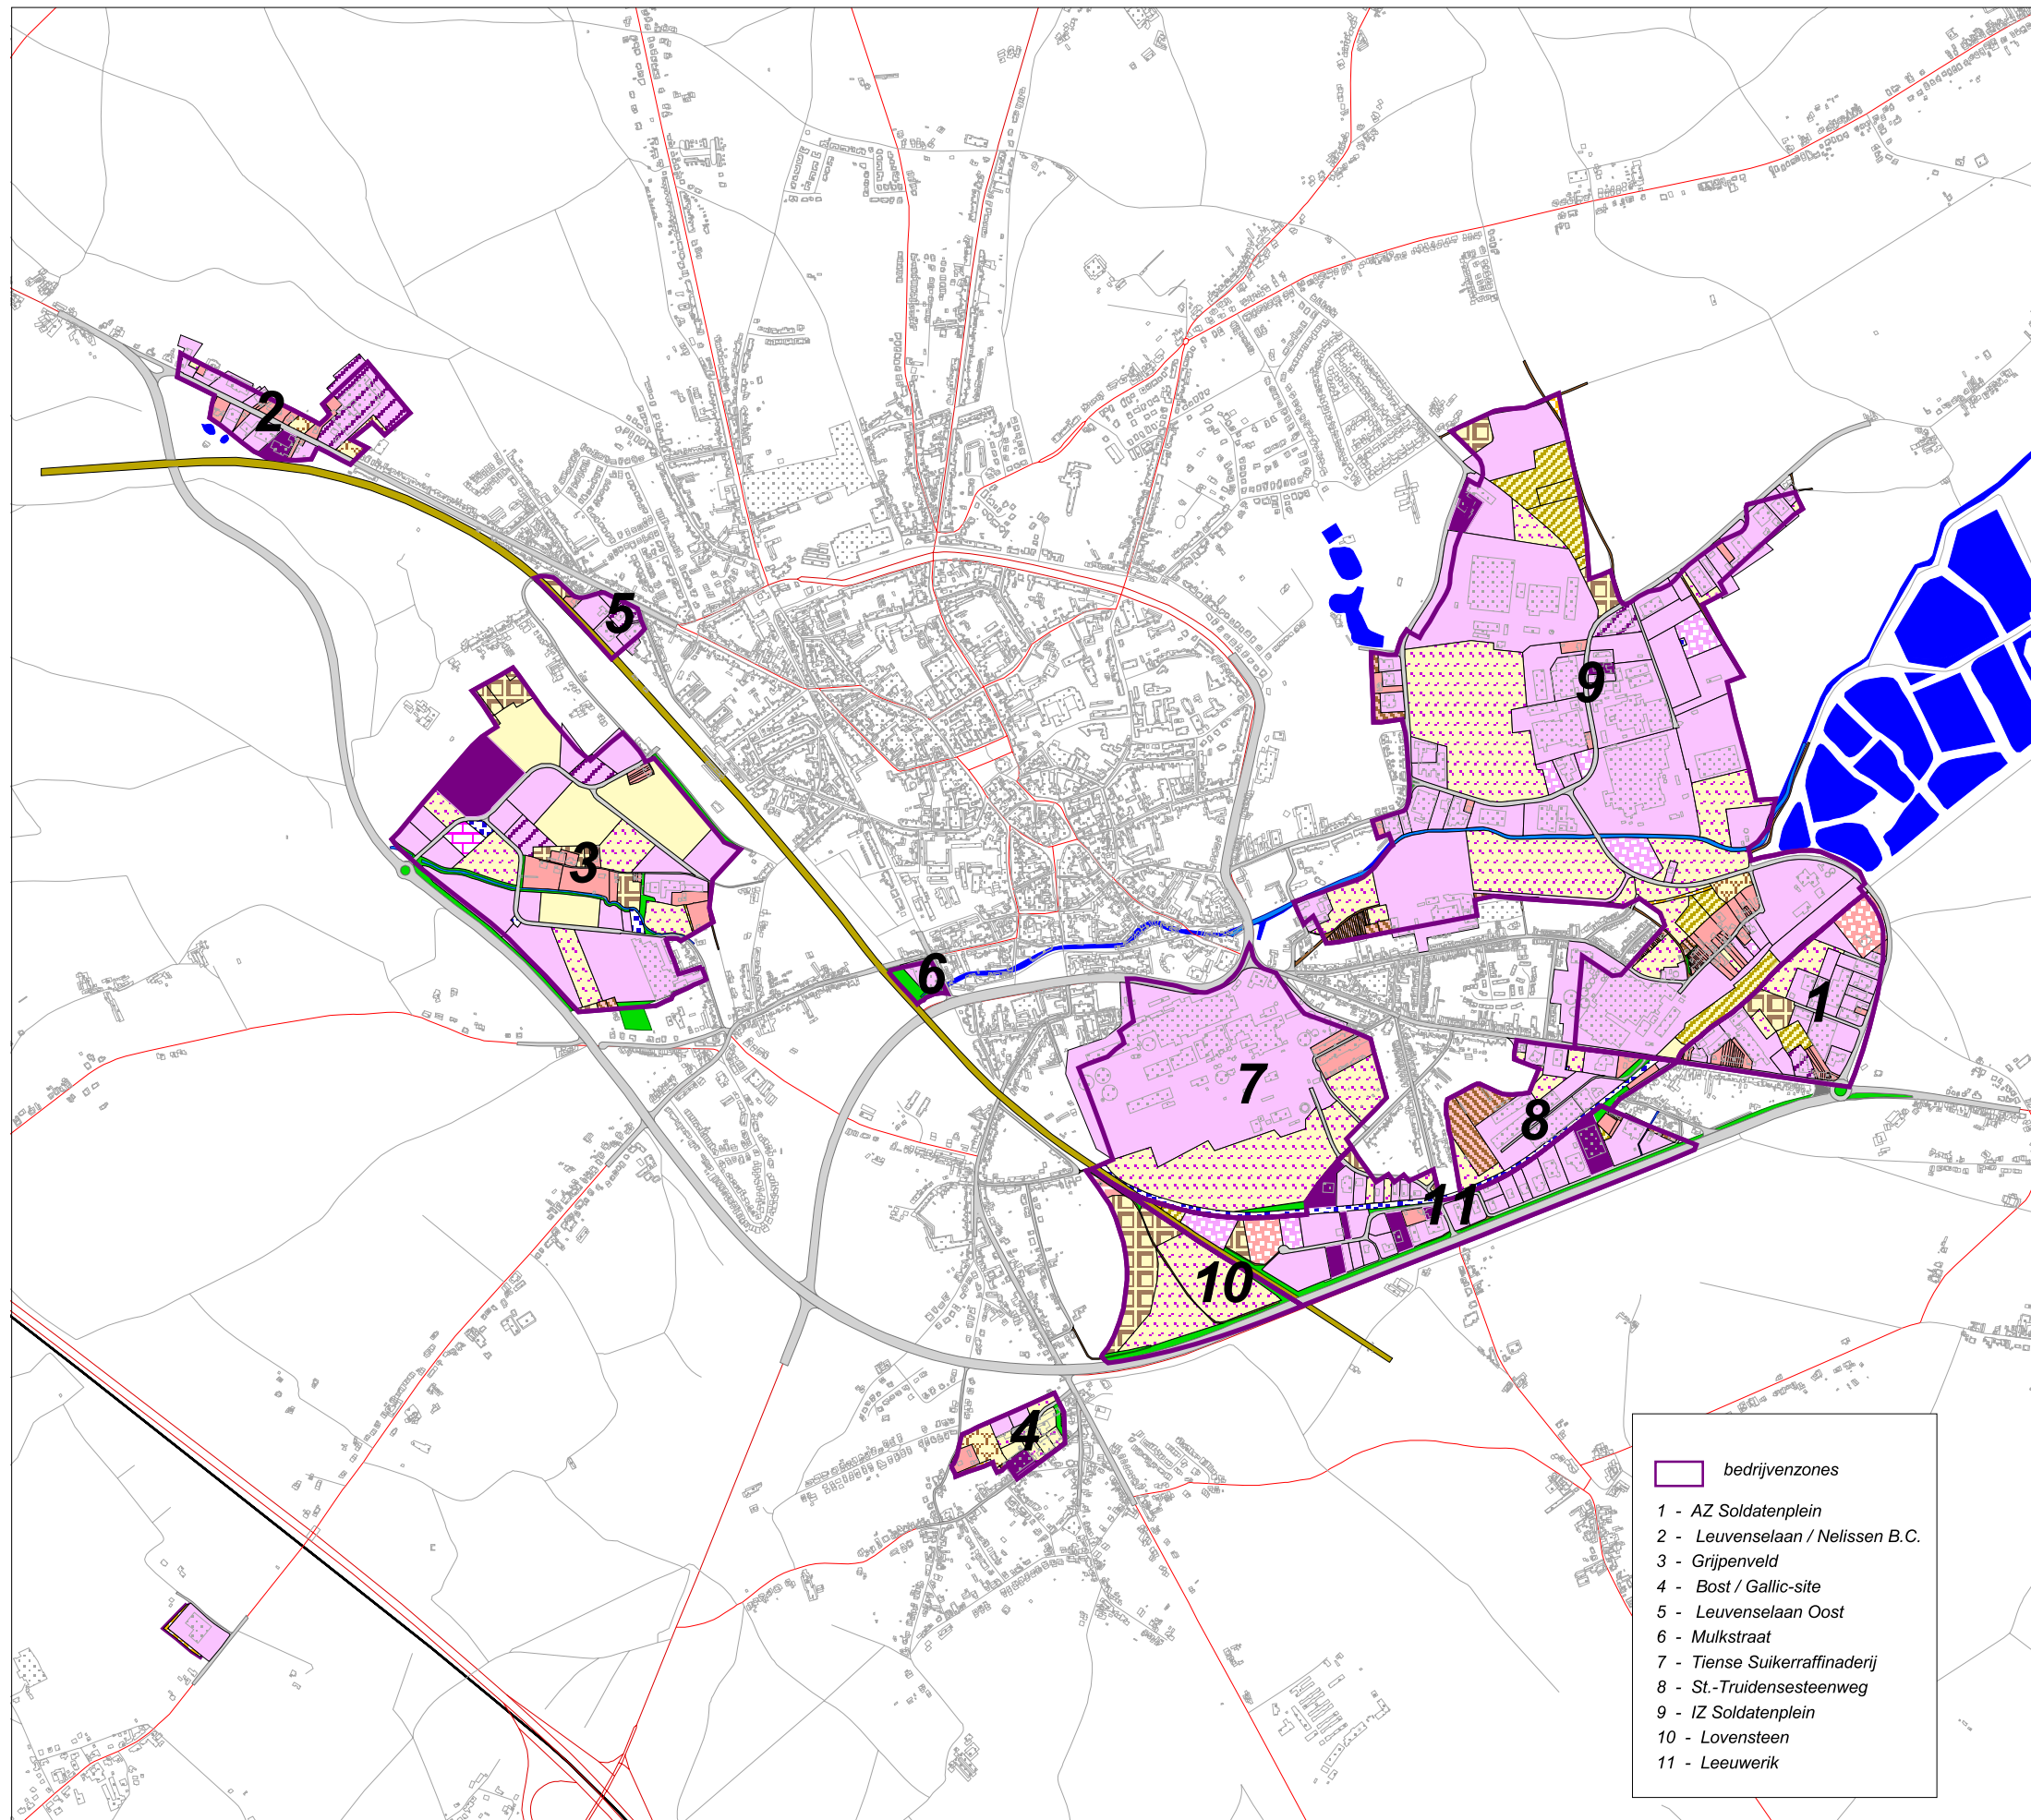 2
5
9
3
6
1
7
8
11
10
4
bedrijvenzones
1 - AZ Soldatenplein
2 - Leuvenselaan / Nelissen B.C.
3 - Grijpenveld
4 - Bost / Gallic-site
5 - Leuvenselaan Oost
6 - Mulkstraat
7 - Tiense Suikerraffinaderij
8 - St.-Truidensesteenweg
9 - IZ Soldatenplein
10 - Lovensteen
11 - Leeuwerik